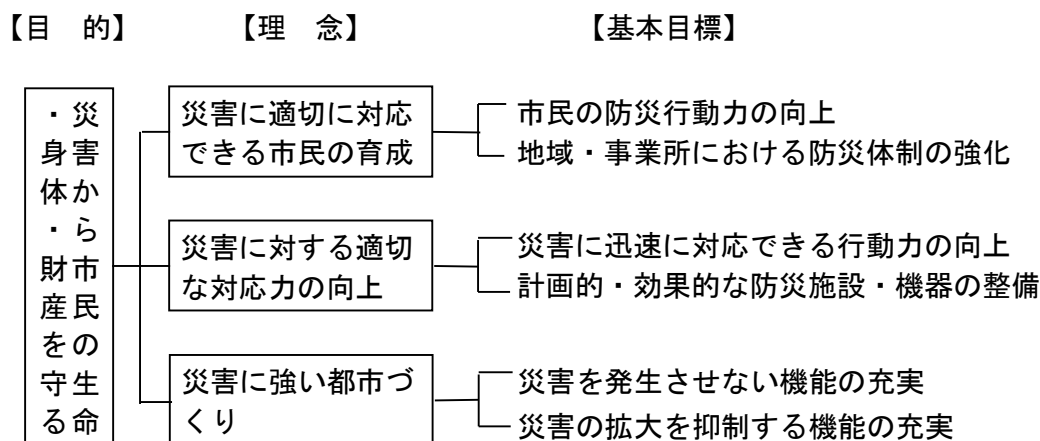 【目　的】　【理　念】　【基本目標】
災害から市民の生命
・身体・財産を守る
災害に適切に対応
できる市民の育成
市民の防災行動力の向上
地域・事業所における防災体制の強化
災害に対する適切
な対応力の向上
災害に迅速に対応できる行動力の向上
計画的・効果的な防災施設・機器の整備
災害に強い都市づ
くり
災害を発生させない機能の充実
災害の拡大を抑制する機能の充実